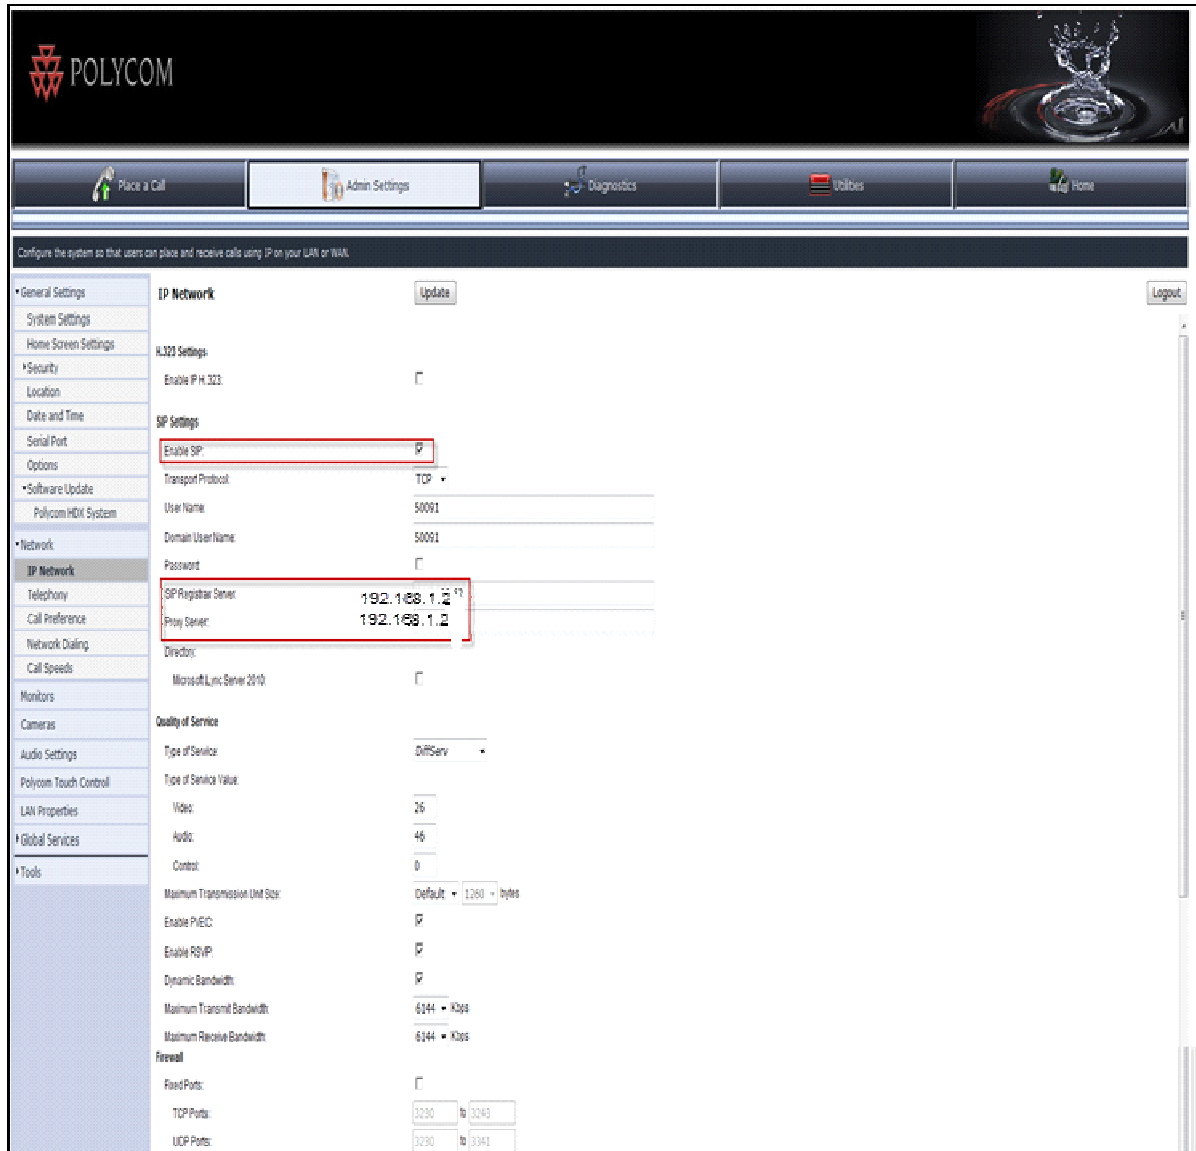 POLYCOM
Place a Call Admin Settings Diagnostics Utilities Home
Configure the system so that users can place and receive calls using IP on your LAN or WAN.
General Settings
System Settings
Home Screen Settings
Security
Location
Date and Time
Serial Port
Options
Software Update
Polycom HDX System
Network
IP Network
Telephony
Call Preference
Network Dialing
Call Speeds
Monitors
Cameras
Audio Settings
Polycom Touch Control
LAN Properties
Global Services
Tools
IP Network Update Logout
H.323 Settings
Enable IP H.323:
SIP Settings
Enable SIP:
Transport Protocol: TCP
User Name: 50091
Domain User Name: 50091
Password:
SIP Registrar Server: 192.168.1.2
Proxy Server: 192.168.1.2
Directory:
Microsoft Lync Server 2010:
Quality of Service
Type of Service: DiffServ
Type of Service Value:
Video: 26
Audio: 46
Control: 0
Maximum Transmission Unit Size: Default 1260 bytes
Enable PVEC:
Enable RSVP:
Dynamic Bandwidth:
Maximum Transmit Bandwidth: 6144 Kbps
Maximum Receive Bandwidth: 6144 Kbps
Firewall
Fixed Ports:
TCP Ports: 3230 to 3243
UDP Ports: 3230 to 3341